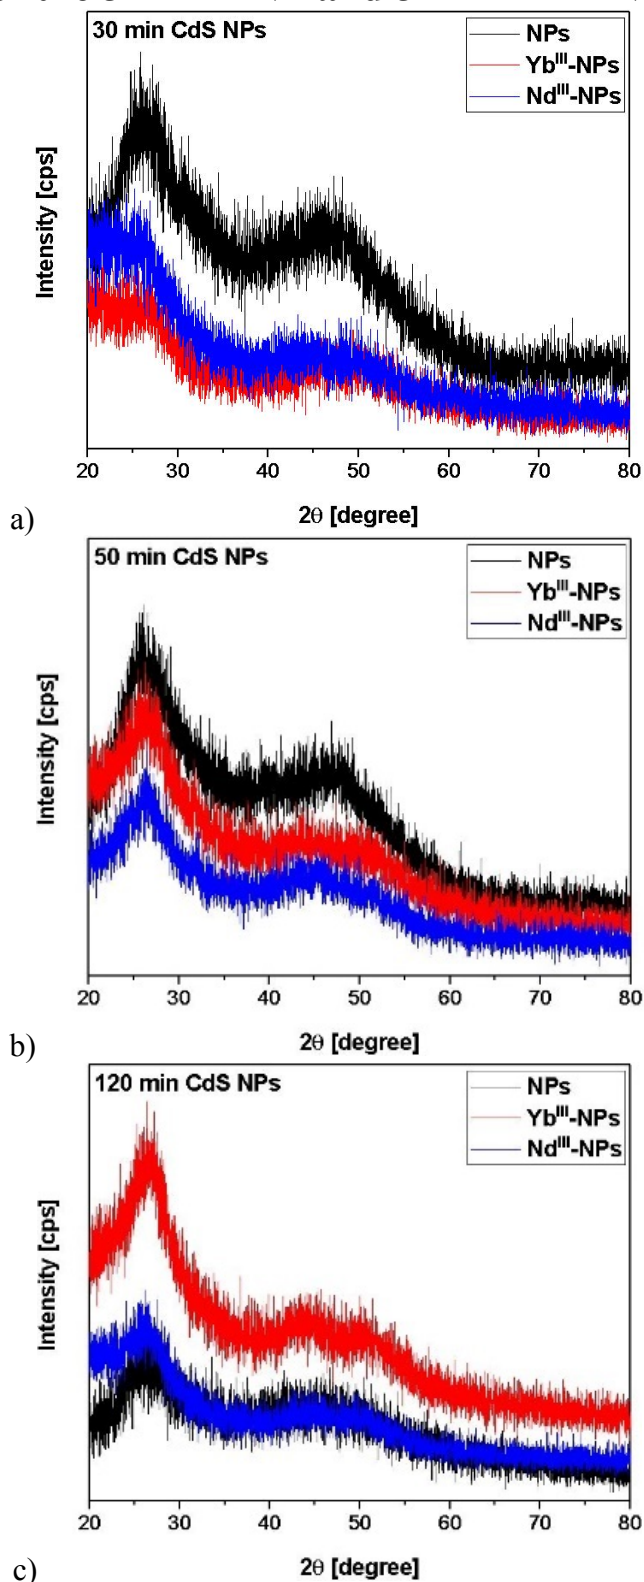 30 min CdS NPs
NPs
Ybᴵᴵᴵ-NPs
Ndᴵᴵᴵ-NPs
Intensity [cps]
20 30 40 50 60 70 80
2θ [degree]
a)
50 min CdS NPs
NPs
Ybᴵᴵᴵ-NPs
Ndᴵᴵᴵ-NPs
Intensity [cps]
20 30 40 50 60 70 80
2θ [degree]
b)
120 min CdS NPs
NPs
Ybᴵᴵᴵ-NPs
Ndᴵᴵᴵ-NPs
Intensity [cps]
20 30 40 50 60 70 80
2θ [degree]
c)